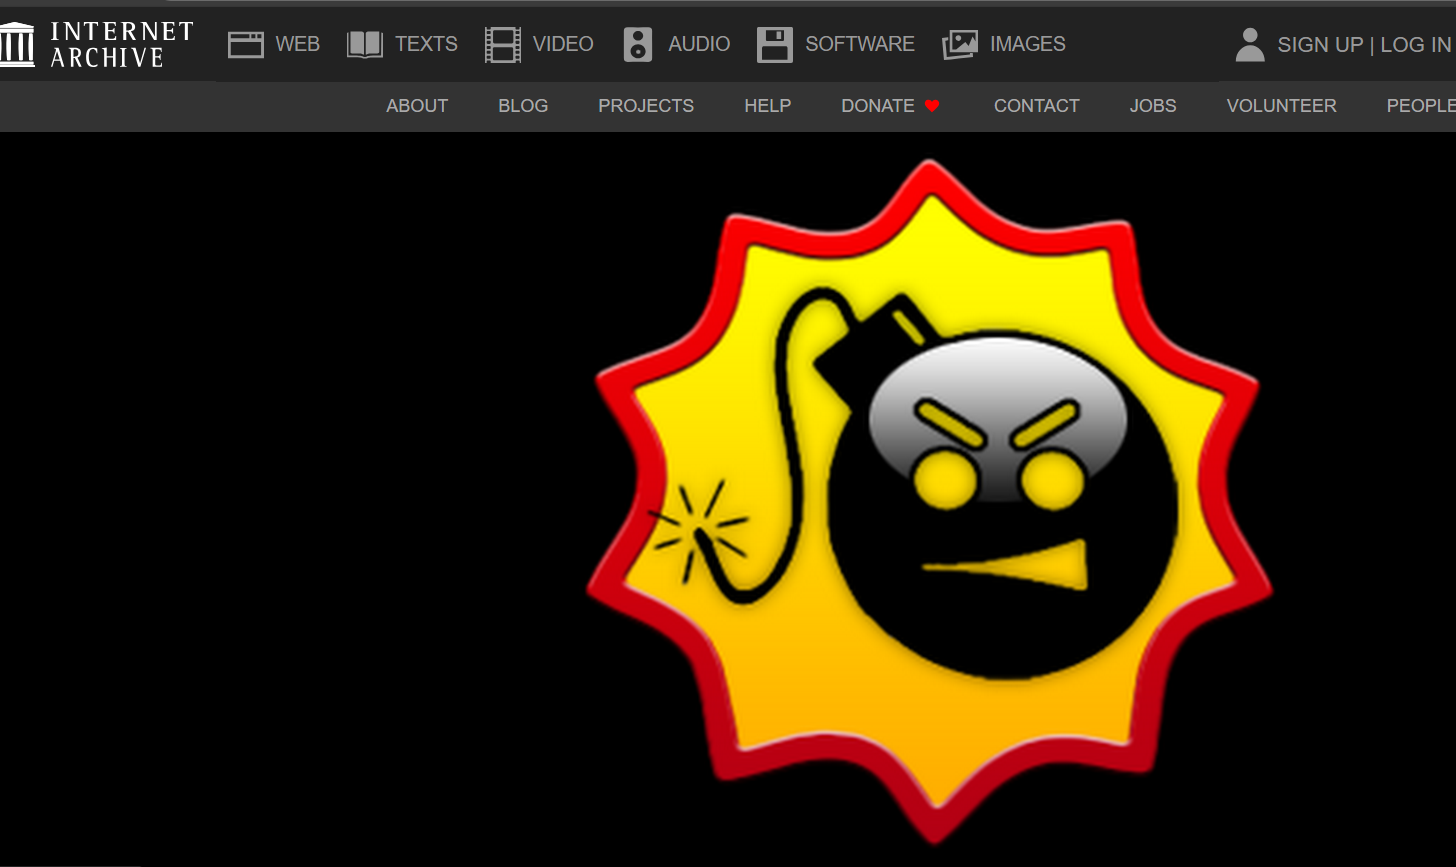 INTERNET
ARCHIVE
WEB TEXTS VIDEO AUDIO SOFTWARE IMAGES SIGN UP | LOG IN
ABOUT BLOG PROJECTS HELP DONATE CONTACT JOBS VOLUNTEER PEOPLE